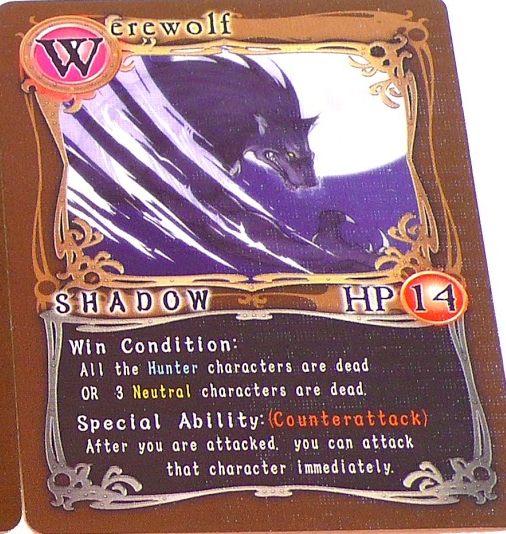 Werewolf
SHADOW HP 14
Win Condition:
All the Hunter characters are dead
OR 3 Neutral characters are dead.
Special Ability:(Counterattack)
After you are attacked, you can attack
that character immediately.